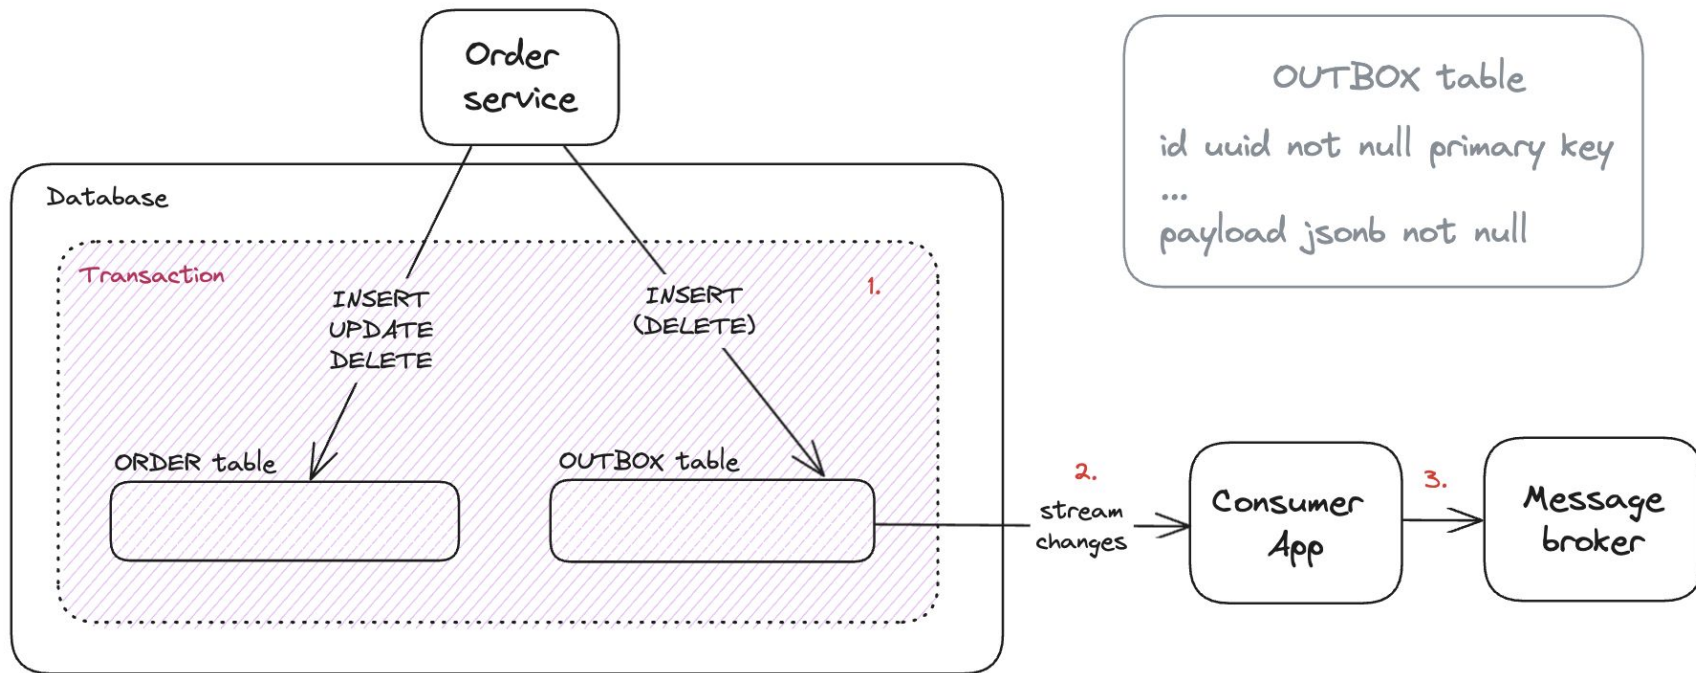 Order
service
OUTBOX table
id uuid not null primary key
...
payload jsonb not null
Database
Transaction
1.
INSERT
UPDATE
DELETE
INSERT
(DELETE)
ORDER table
OUTBOX table
2.
stream
changes
Consumer
App
3.
Message
broker